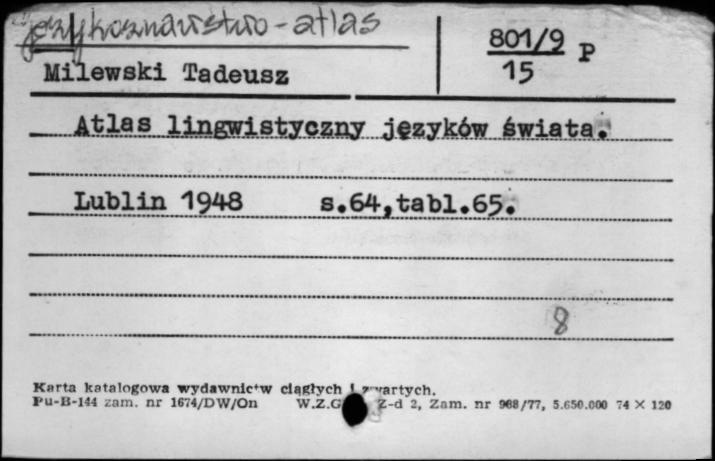 językoznawstwo - atlas
801/9 P
15
Milewski Tadeusz
Atlas lingwistyczny języków świata.
Lublin 1948 s.64,tabl.65.
8
Karta katalogowa wydawnictw ciągłych i zwartych.
Pu-B-144 zam. nr 1674/DW/On W.Z.G Z-d 2, Zam. nr 968/77, 5.650.000 74 × 120